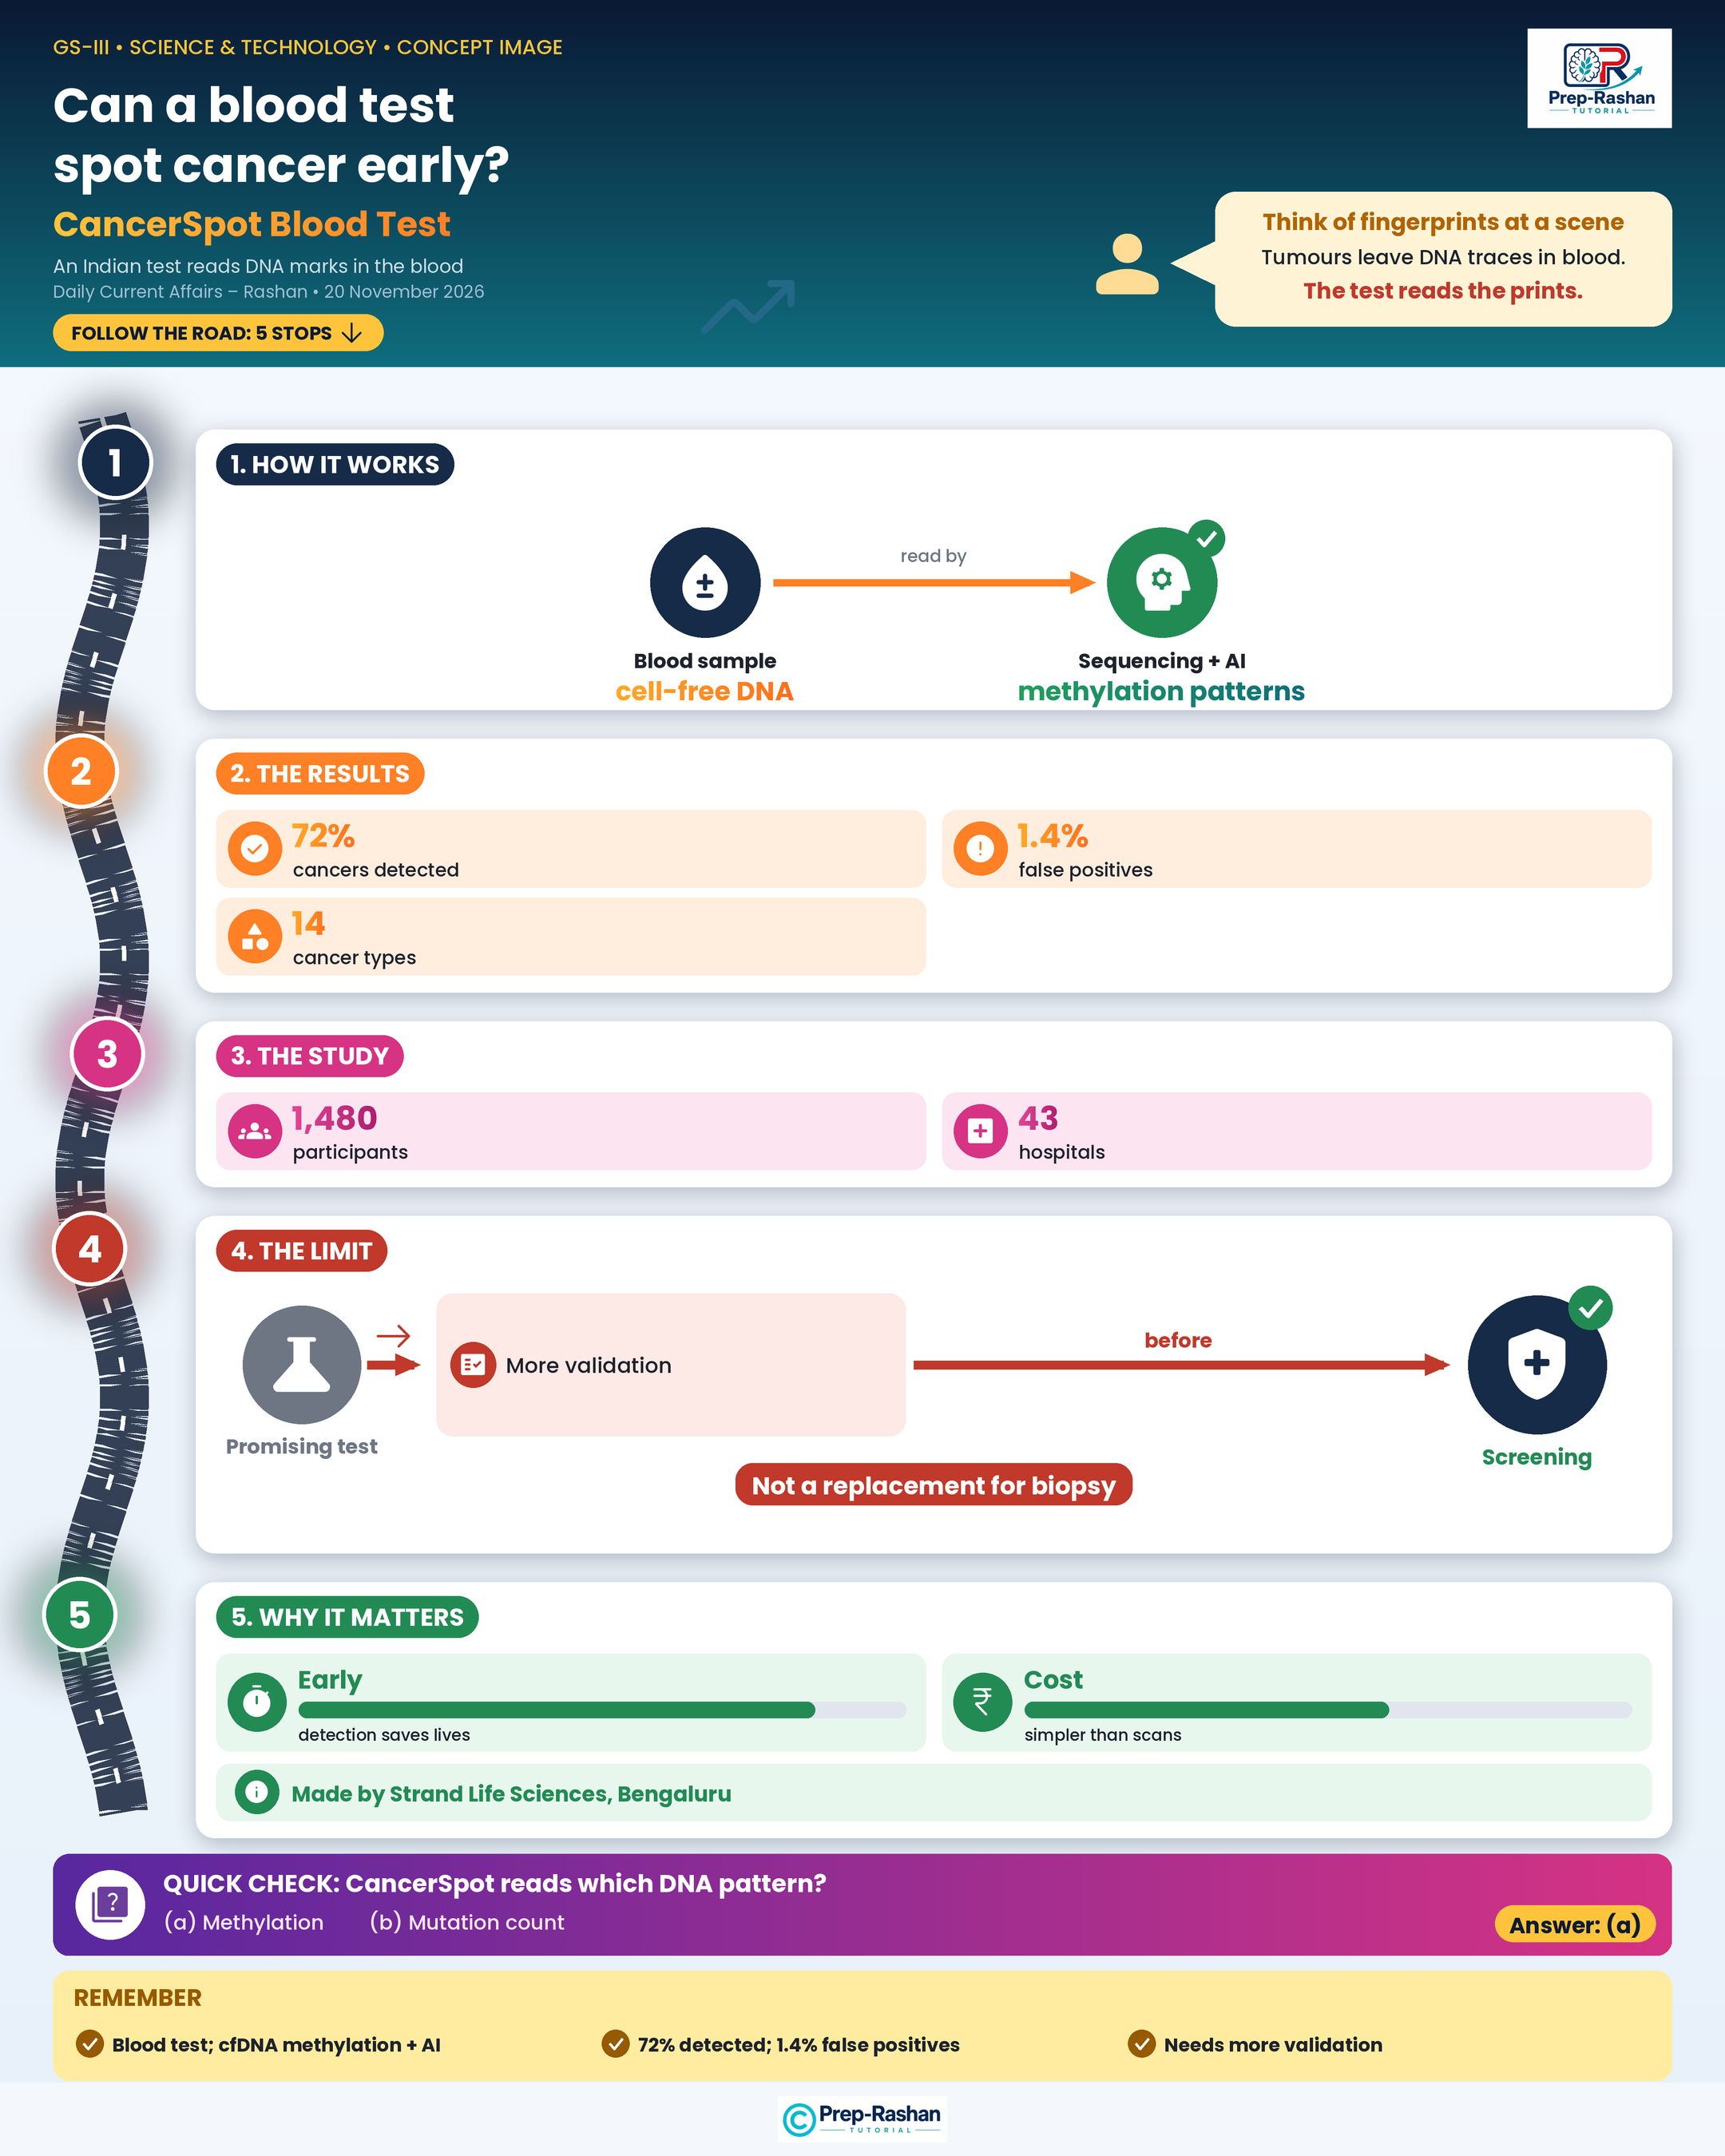 GS-III • SCIENCE & TECHNOLOGY • CONCEPT IMAGE
Can a blood test
spot cancer early?
CancerSpot Blood Test
An Indian test reads DNA marks in the blood
Daily Current Affairs – Rashan • 20 November 2026
FOLLOW THE ROAD: 5 STOPS
PR
Prep-Rashan
TUTORIAL
Think of fingerprints at a scene
Tumours leave DNA traces in blood.
The test reads the prints.
1
1. HOW IT WORKS
read by
Blood sample
cell-free DNA
Sequencing + AI
methylation patterns
2
2. THE RESULTS
72%
cancers detected
1.4%
false positives
14
cancer types
3
3. THE STUDY
1,480
participants
43
hospitals
4
4. THE LIMIT
Promising test
More validation
before
Screening
Not a replacement for biopsy
5
5. WHY IT MATTERS
Early
detection saves lives
₹
Cost
simpler than scans
Made by Strand Life Sciences, Bengaluru
QUICK CHECK: CancerSpot reads which DNA pattern?
(a) Methylation (b) Mutation count
Answer: (a)
REMEMBER
Blood test; cfDNA methylation + AI
72% detected; 1.4% false positives
Needs more validation
© Prep-Rashan
TUTORIAL